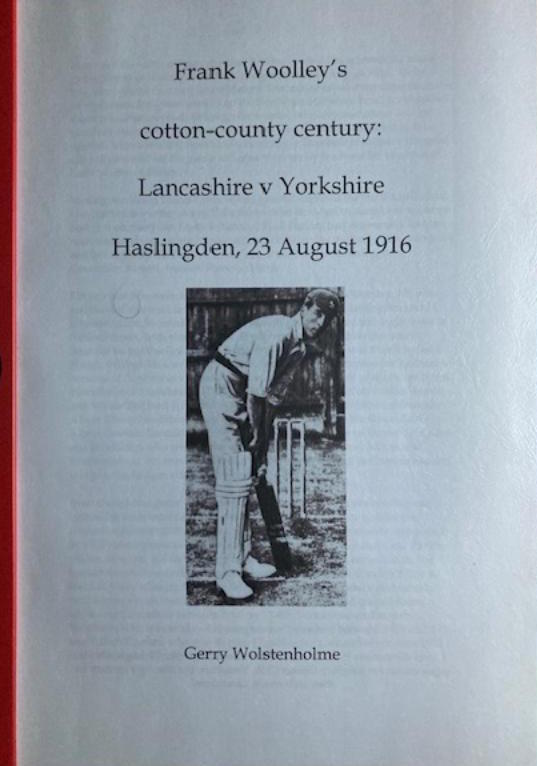 Frank Woolley's
cotton-county century:
Lancashire v Yorkshire
Haslingden, 23 August 1916
Gerry Wolstenholme